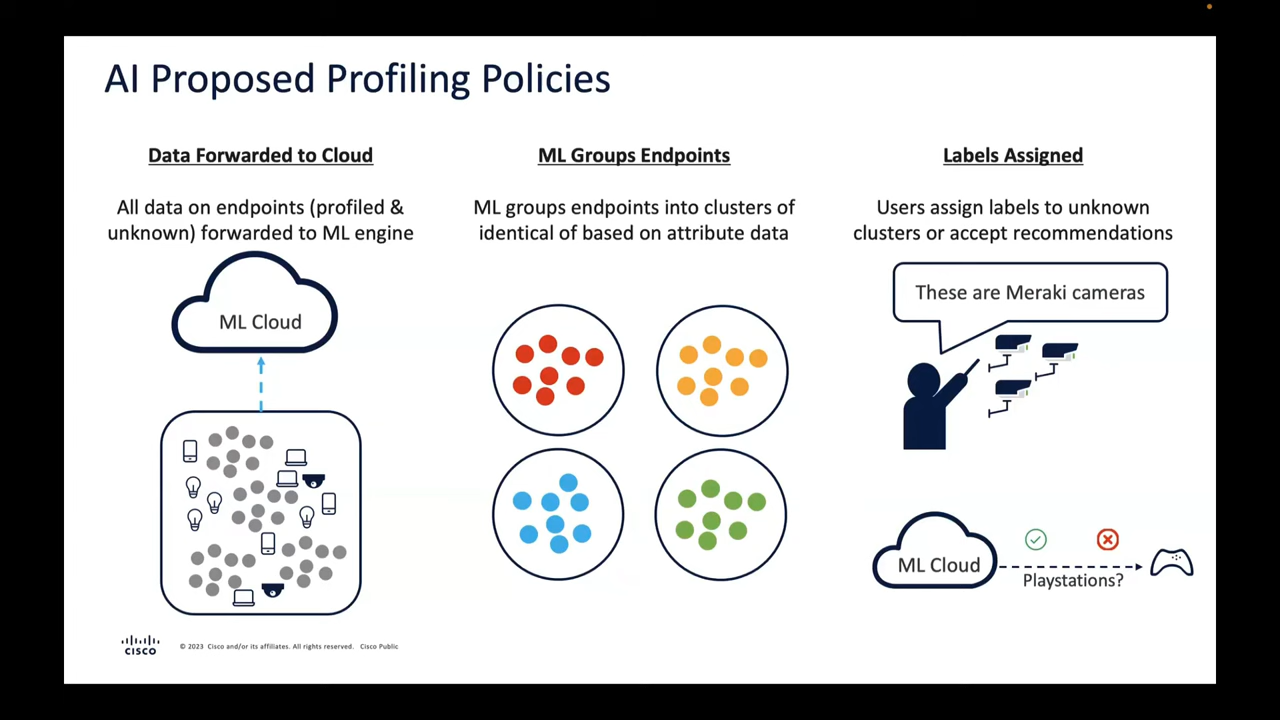 AI Proposed Profiling Policies
Data Forwarded to Cloud
All data on endpoints (profiled &
unknown) forwarded to ML engine
ML Cloud
ML Groups Endpoints
ML groups endpoints into clusters of
identical of based on attribute data
Labels Assigned
Users assign labels to unknown
clusters or accept recommendations
These are Meraki cameras
ML Cloud
Playstations?
CISCO
© 2023 Cisco and/or its affiliates. All rights reserved. Cisco Public